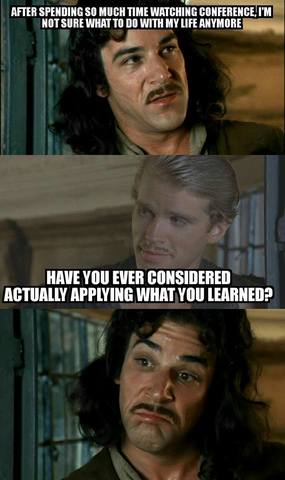 AFTER SPENDING SO MUCH TIME WATCHING CONFERENCE, I'M
NOT SURE WHAT TO DO WITH MY LIFE ANYMORE
HAVE YOU EVER CONSIDERED
ACTUALLY APPLYING WHAT YOU LEARNED?